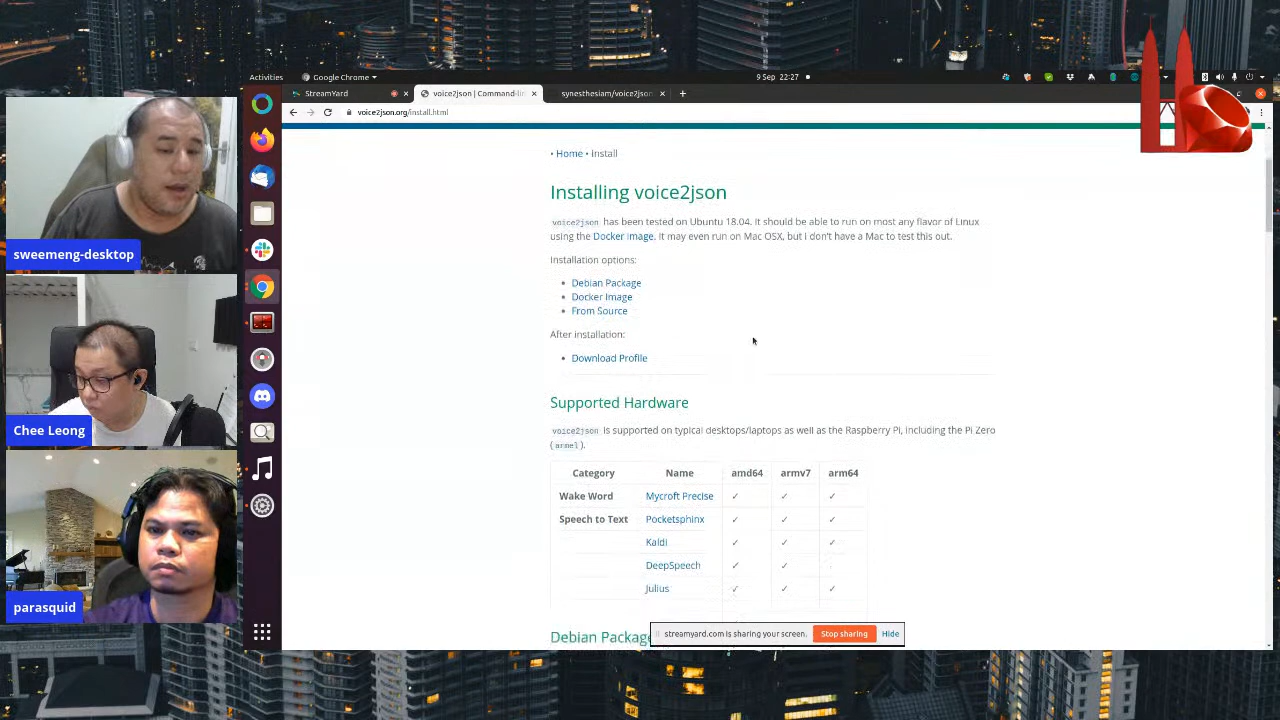 Activities
Google Chrome
9 Sep 22:27
StreamYard
voice2json | Command-lin
synesthesiam/voice2json:
voice2json.org/install.html
• Home • Install
Installing voice2json
voice2json has been tested on Ubuntu 18.04. It should be able to run on most any flavor of Linux
using the Docker image. It may even run on Mac OSX, but I don't have a Mac to test this out.
Installation options:
• Debian Package
• Docker Image
• From Source
After installation:
• Download Profile
Supported Hardware
voice2json is supported on typical desktops/laptops as well as the Raspberry Pi, including the Pi Zero
(armel).
Category Name amd64 armv7 arm64
Wake Word Mycroft Precise ✓ ✓ ✓
Speech to Text Pocketsphinx ✓ ✓ ✓
Kaldi ✓ ✓ ✓
DeepSpeech ✓ ✓
Julius ✓ ✓ ✓
Debian Package
streamyard.com is sharing your screen. Stop sharing Hide
sweemeng-desktop
Chee Leong
parasquid